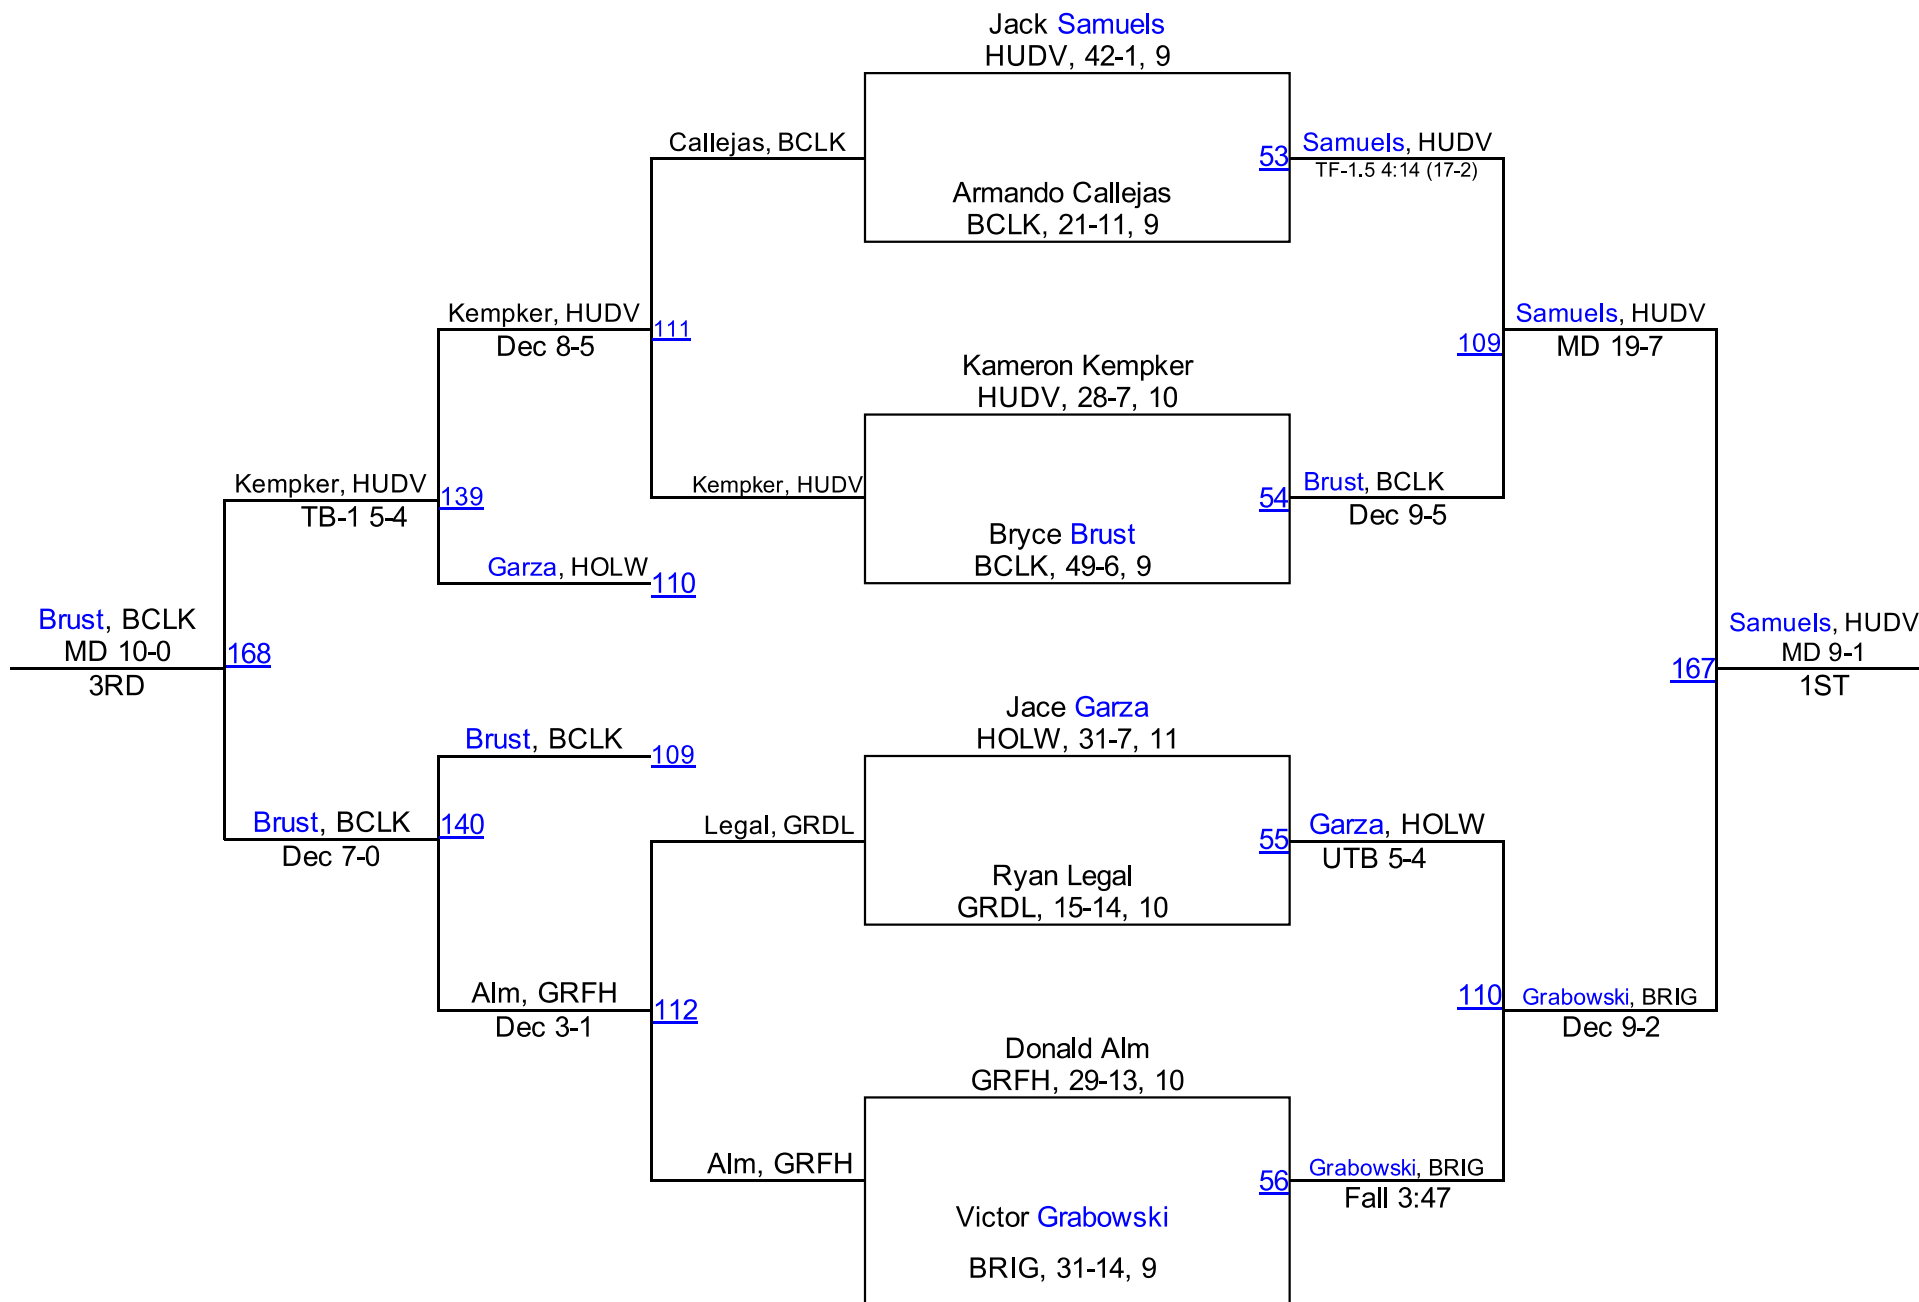 Jack Samuels
HUDV, 42-1, 9
Callejas, BCLK
53
Samuels, HUDV
TF-1.5 4:14 (17-2)
Armando Callejas
BCLK, 21-11, 9
Kempker, HUDV
Dec 8-5
111
Samuels, HUDV
MD 19-7
109
Kameron Kempker
HUDV, 28-7, 10
Kempker, HUDV
TB-1 5-4
139
Kempker, HUDV
54
Brust, BCLK
Dec 9-5
Bryce Brust
BCLK, 49-6, 9
Garza, HOLW
110
Brust, BCLK
MD 10-0
3RD
168
167
Samuels, HUDV
MD 9-1
1ST
Jace Garza
HOLW, 31-7, 11
Brust, BCLK
109
Brust, BCLK
Dec 7-0
140
Legal, GRDL
55
Garza, HOLW
UTB 5-4
Ryan Legal
GRDL, 15-14, 10
Alm, GRFH
Dec 3-1
112
110
Grabowski, BRIG
Dec 9-2
Donald Alm
GRFH, 29-13, 10
Alm, GRFH
56
Grabowski, BRIG
Fall 3:47
Victor Grabowski
BRIG, 31-14, 9